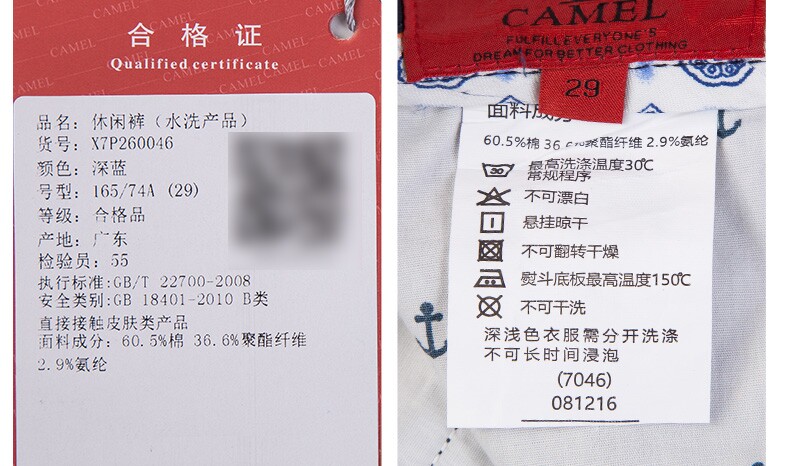 合格证
Qualified certificate
品名：休闲裤（水洗产品）
货号：X7P260046
颜色：深蓝
号型：165/74A (29)
等级：合格品
产地：广东
检验员：55
执行标准:GB/T 22700-2008
安全类别:GB 18401-2010 B类
直接接触皮肤类产品
面料成分：60.5%棉 36.6%聚酯纤维
2.9%氨纶
CAMEL
FULFILL EVERYONE'S
DREAM FOR BETTER CLOTHING
29
面料成分
60.5%棉 36.6%聚酯纤维 2.9%氨纶
最高洗涤温度30℃
常规程序
不可漂白
悬挂晾干
不可翻转干燥
熨斗底板最高温度150℃
不可干洗
深浅色衣服需分开洗涤
不可长时间浸泡
(7046)
081216